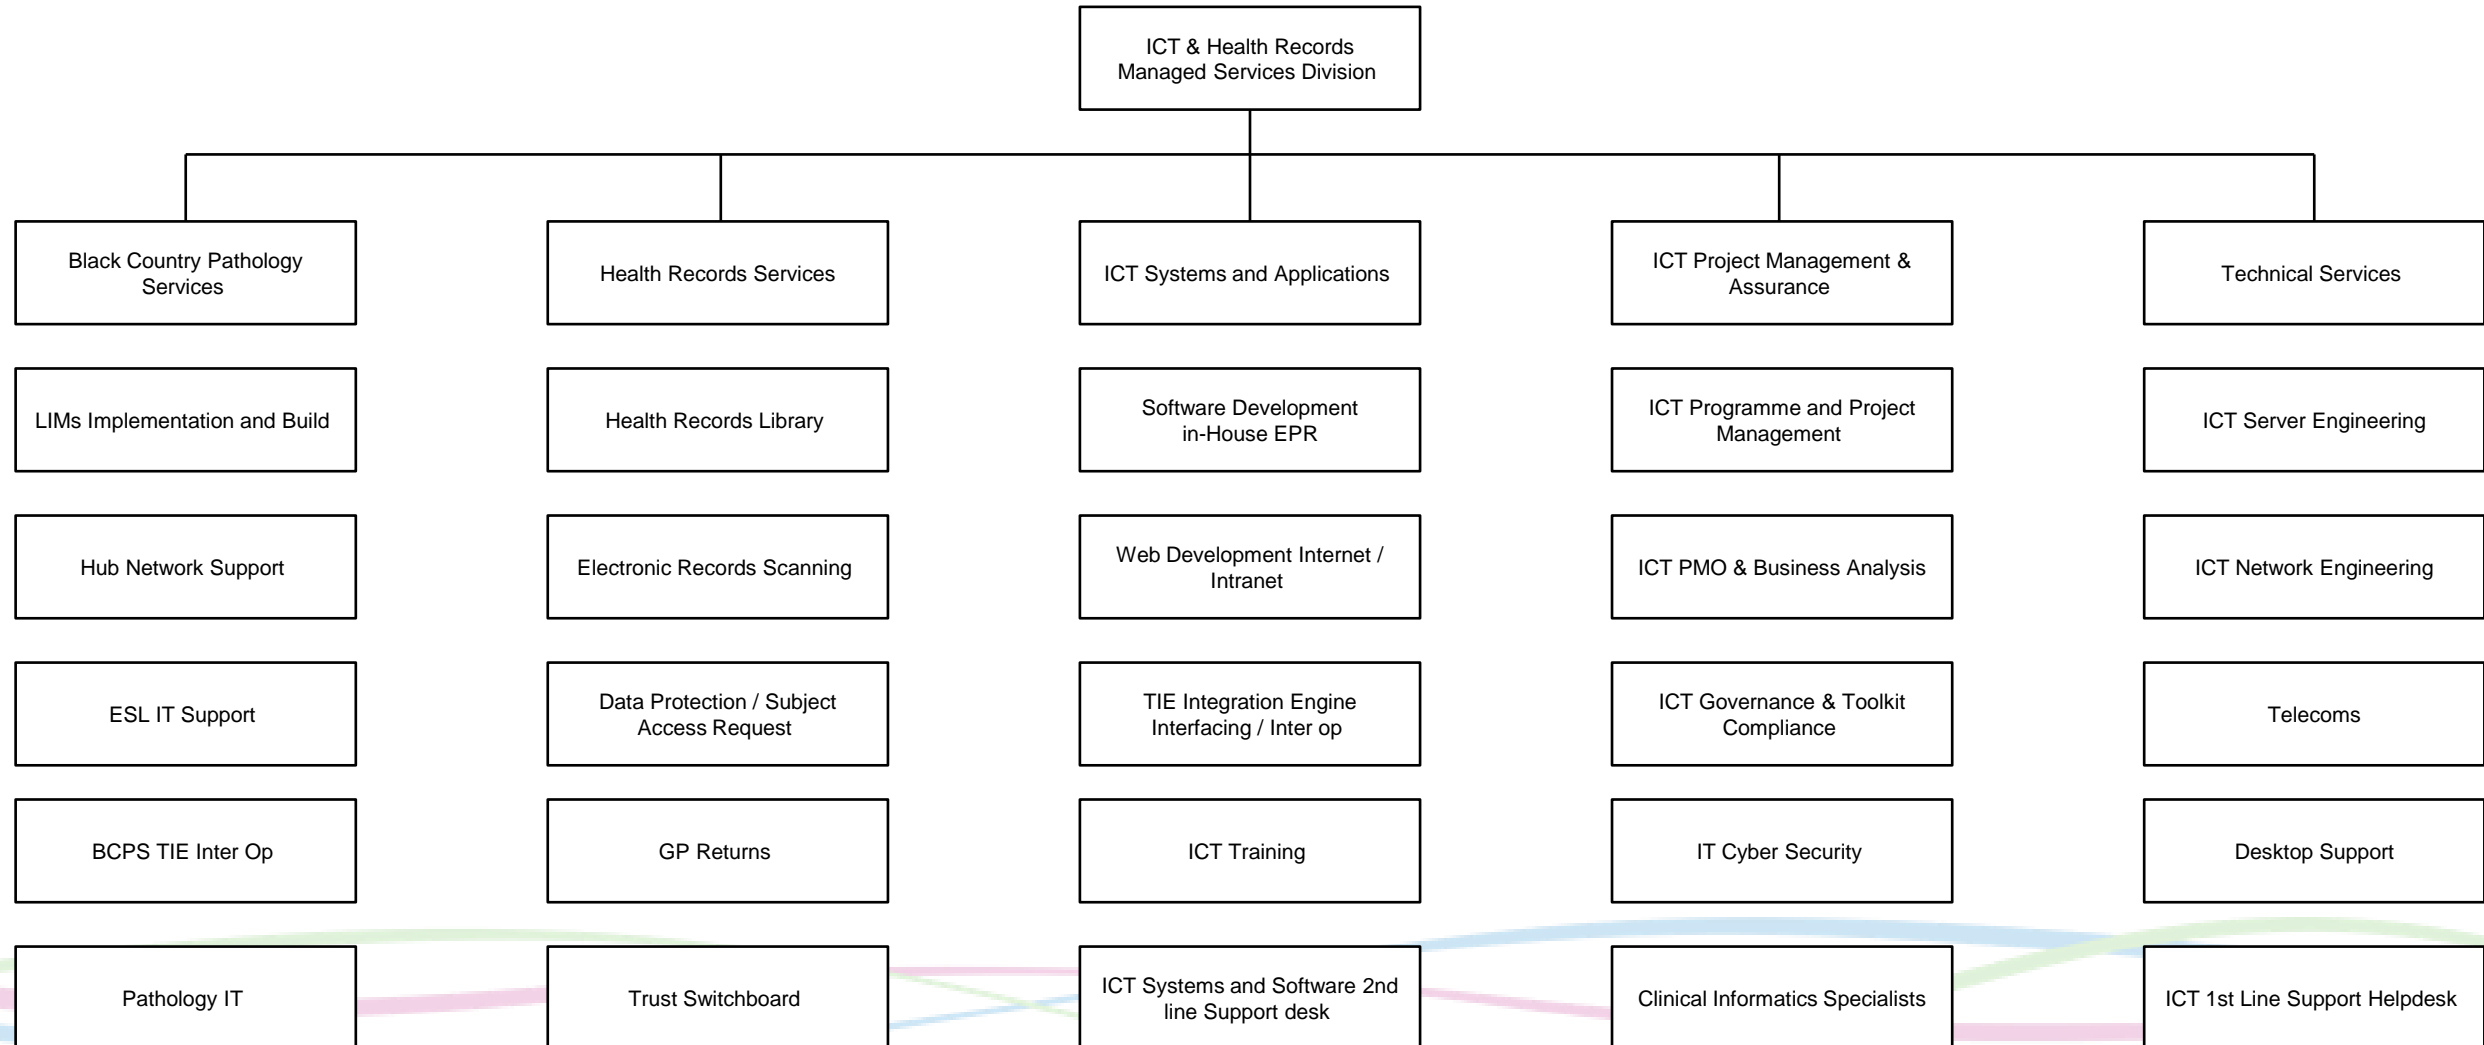 ICT & Health Records
Managed Services Division
Black Country Pathology
Services
Health Records Services
ICT Systems and Applications
ICT Project Management &
Assurance
Technical Services
LIMs Implementation and Build
Health Records Library
Software Development
in-House EPR
ICT Programme and Project
Management
ICT Server Engineering
Hub Network Support
Electronic Records Scanning
Web Development Internet /
Intranet
ICT PMO & Business Analysis
ICT Network Engineering
ESL IT Support
Data Protection / Subject
Access Request
TIE Integration Engine
Interfacing / Inter op
ICT Governance & Toolkit
Compliance
Telecoms
BCPS TIE Inter Op
GP Returns
ICT Training
IT Cyber Security
Desktop Support
Pathology IT
Trust Switchboard
ICT Systems and Software 2nd
line Support desk
Clinical Informatics Specialists
ICT 1st Line Support Helpdesk